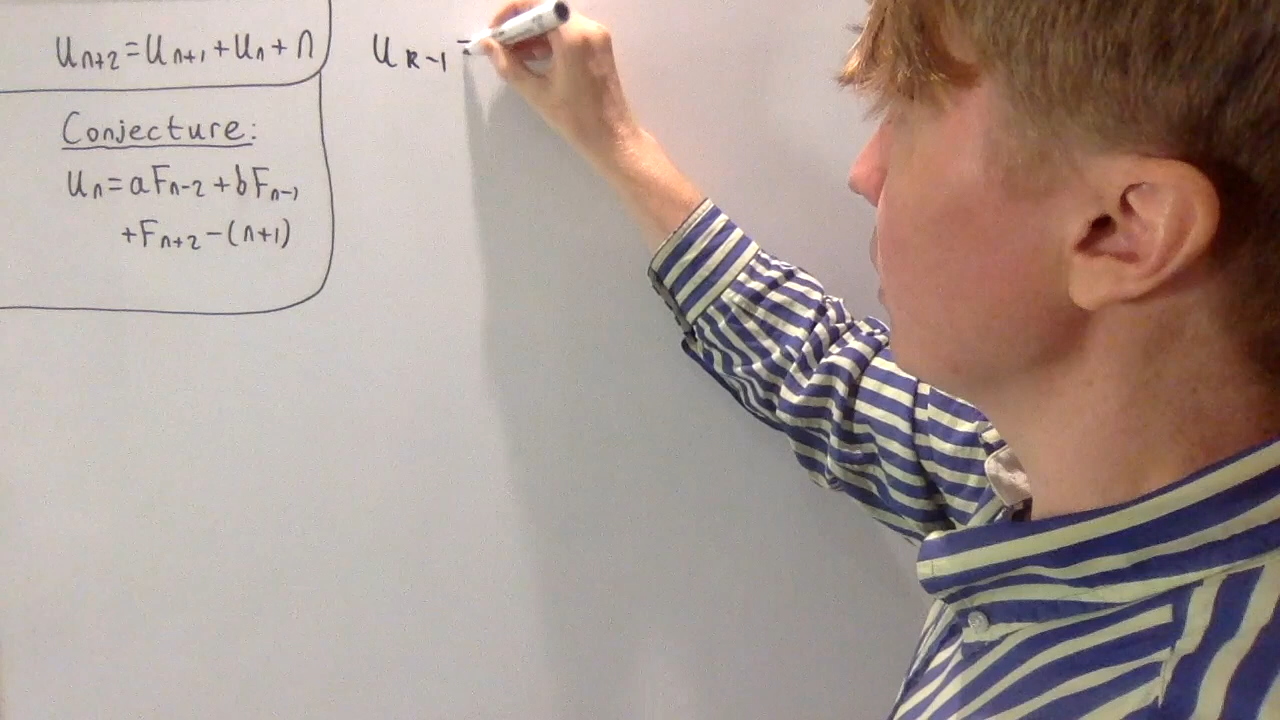 Uₙ₊₂=Uₙ₊₁+Uₙ+n
Conjecture:
Uₙ=aFₙ₋₂+bFₙ₋₁
+Fₙ₊₂-(n+1)
Uₖ₋₁=